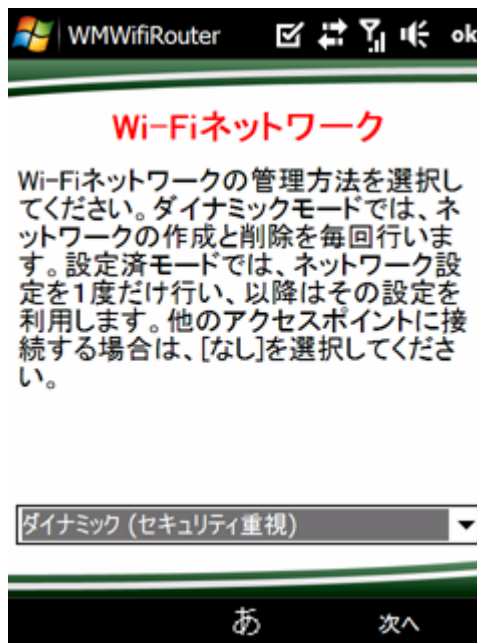 WMWifiRouter ok
Wi-Fiネットワーク
Wi-Fiネットワークの管理方法を選択し
てください。ダイナミックモードでは、ネ
ットワークの作成と削除を毎回行いま
す。設定済モードでは、ネットワーク設
定を1度だけ行い、以降はその設定を
利用します。他のアクセスポイントに接
続する場合は、[なし]を選択してくださ
い。
ダイナミック (セキュリティ重視)
あ 次へ